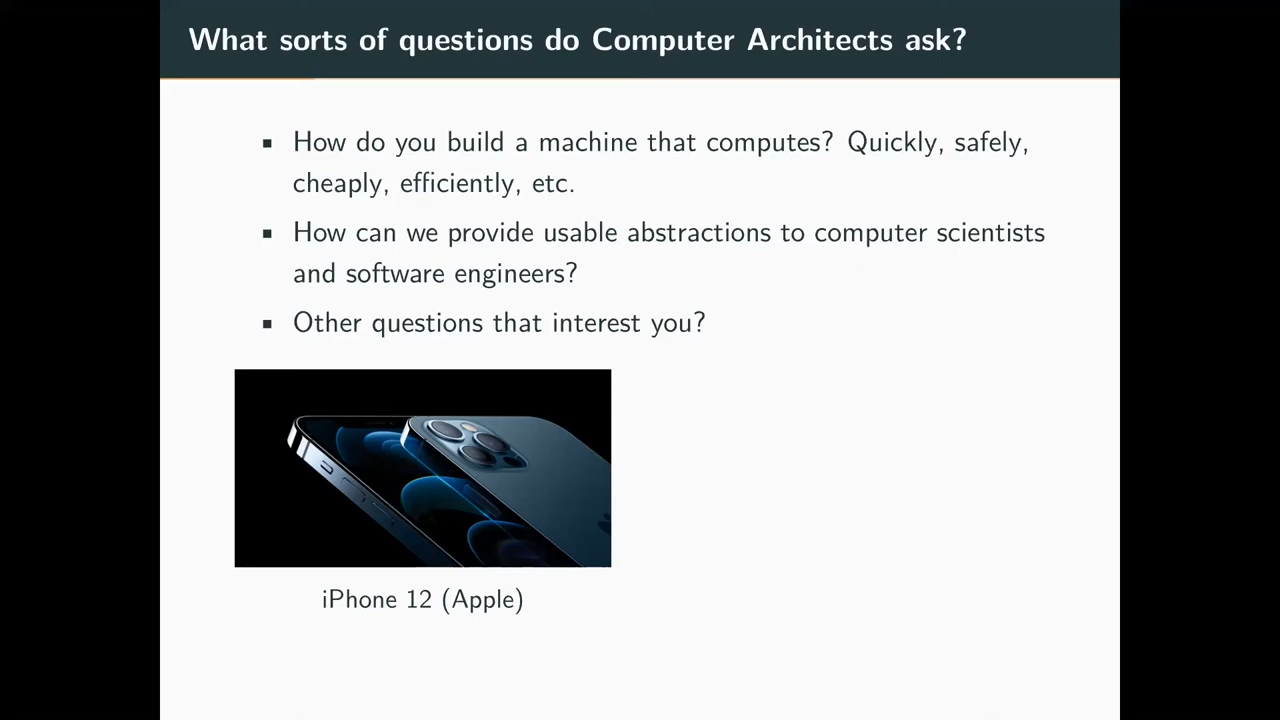 What sorts of questions do Computer Architects ask?
▪ How do you build a machine that computes? Quickly, safely,
cheaply, efficiently, etc.
▪ How can we provide usable abstractions to computer scientists
and software engineers?
▪ Other questions that interest you?
iPhone 12 (Apple)